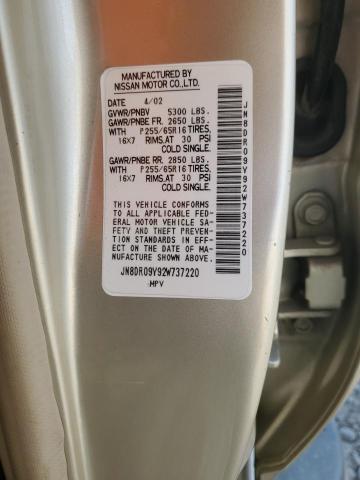 MANUFACTURED BY
NISSAN MOTOR CO.,LTD.
DATE 4/02
GVWR/PNBV 5300 LBS.
GAWR/PNBE FR. 2650 LBS.
WITH P255/65R16 TIRES,
16X7 RIMS,AT 30 PSI
COLD SINGLE.
GAWR/PNBE RR. 2850 LBS.
WITH P255/65R16 TIRES,
16X7 RIMS,AT 30 PSI
COLD SINGLE.
THIS VEHICLE CONFORMS TO
ALL APPLICABLE FED-
ERAL MOTOR VEHICLE SA-
FETY AND THEFT PREVENTION
STANDARDS IN EFF-
ECT ON THE DATE OF MA-
NUFACTURE SHOWN ABOVE.
JN8DR09Y92W737220
MPV
JN8DR09Y92W737220